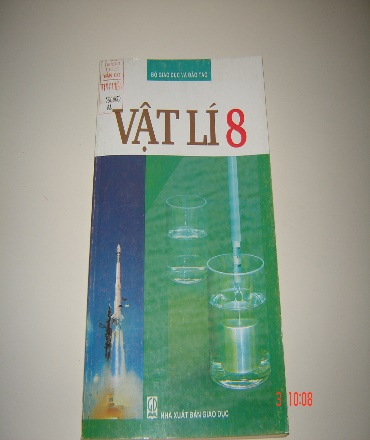 BỘ GIÁO DỤC VÀ ĐÀO TẠO
VẬT LÍ 8
NHÀ XUẤT BẢN GIÁO DỤC
3 10:08